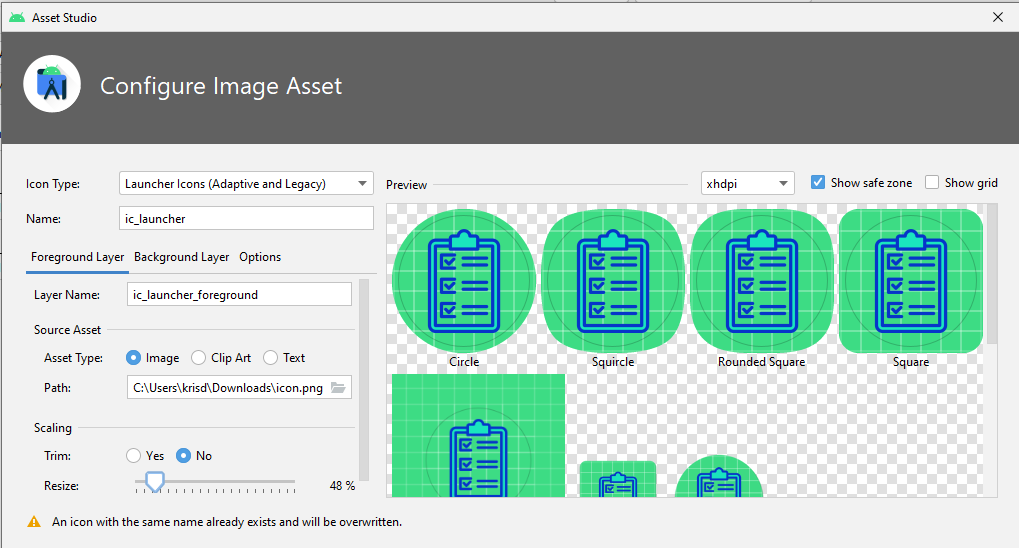 Asset Studio
Configure Image Asset
Icon Type:
Launcher Icons (Adaptive and Legacy)
Preview
xhdpi
Show safe zone
Show grid
Name:
ic_launcher
Foreground Layer
Background Layer
Options
Layer Name:
ic_launcher_foreground
Source Asset
Asset Type:
Image
Clip Art
Text
Path:
C:\Users\krisd\Downloads\icon.png
Scaling
Trim:
Yes
No
Resize:
48 %
Circle
Squircle
Rounded Square
Square
An icon with the same name already exists and will be overwritten.